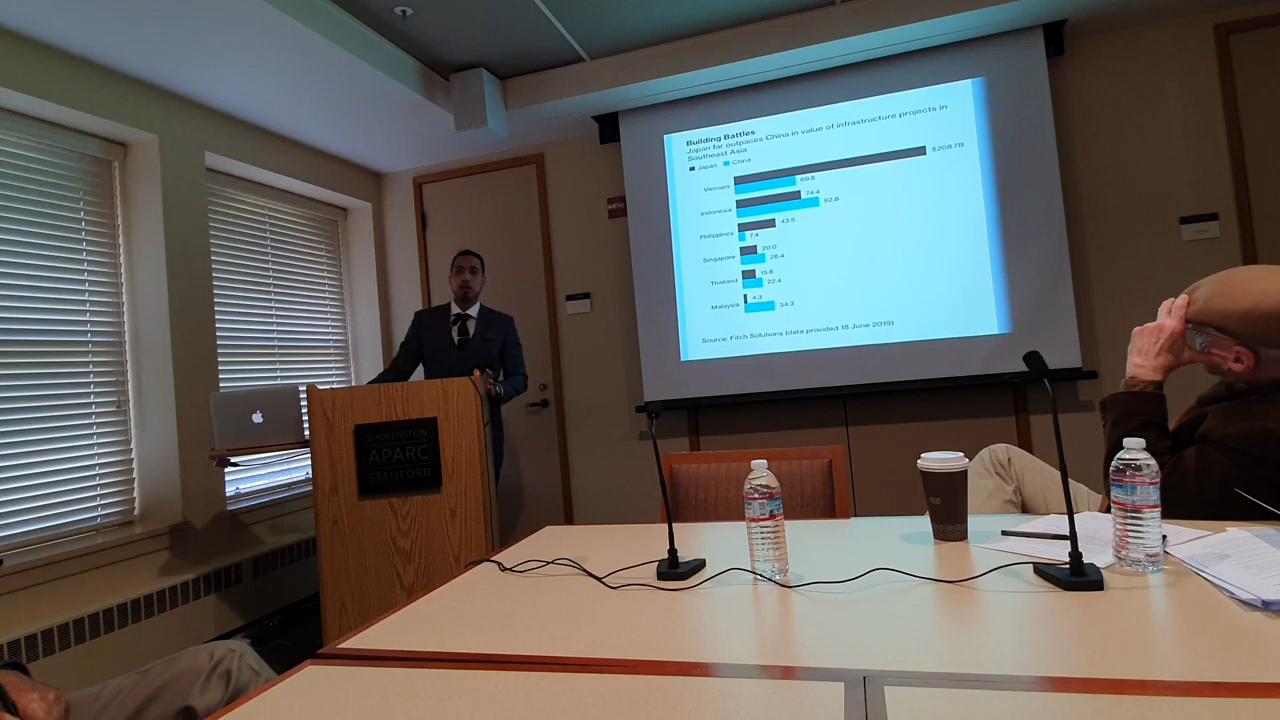 Building Battles
Japan far outpaces China in value of infrastructure projects in
Southeast Asia
Japan China
Vietnam $208.7B
69.8
Indonesia 74.4
92.8
Philippines 43.5
7.4
Singapore 20.0
28.4
Thailand 15.8
22.4
Malaysia 4.3
34.3
Source: Fitch Solutions (data provided 18 June 2019)
SHORENSTEIN
APARC
STANFORD